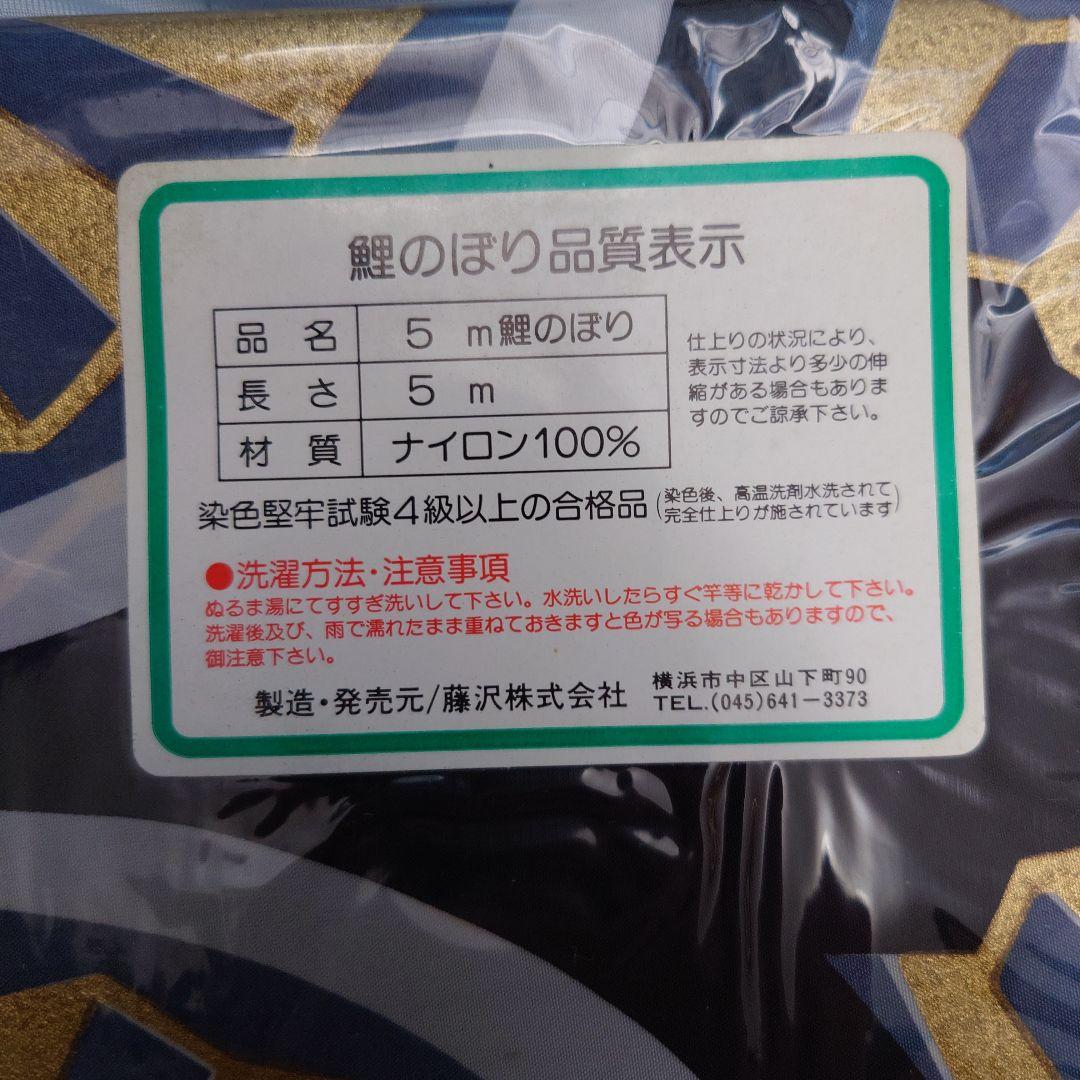 鯉のぼり品質表示
品 名 5 m鯉のぼり
長 さ 5 m
材 質 ナイロン100%
仕上りの状況により、
表示寸法より多少の伸
縮がある場合もありま
すのでご諒承下さい。
染色堅牢試験4級以上の合格品(染色後、高温洗剤水洗されて
完全仕上りが施されています)
●洗濯方法・注意事項
ぬるま湯にてすすぎ洗いして下さい。水洗いしたらすぐ竿等に乾かして下さい。
洗濯後及び、雨で濡れたまま重ねておきますと色が写る場合もありますので、
御注意下さい。
製造・発売元/藤沢株式会社
横浜市中区山下町90
TEL.(045)641-3373